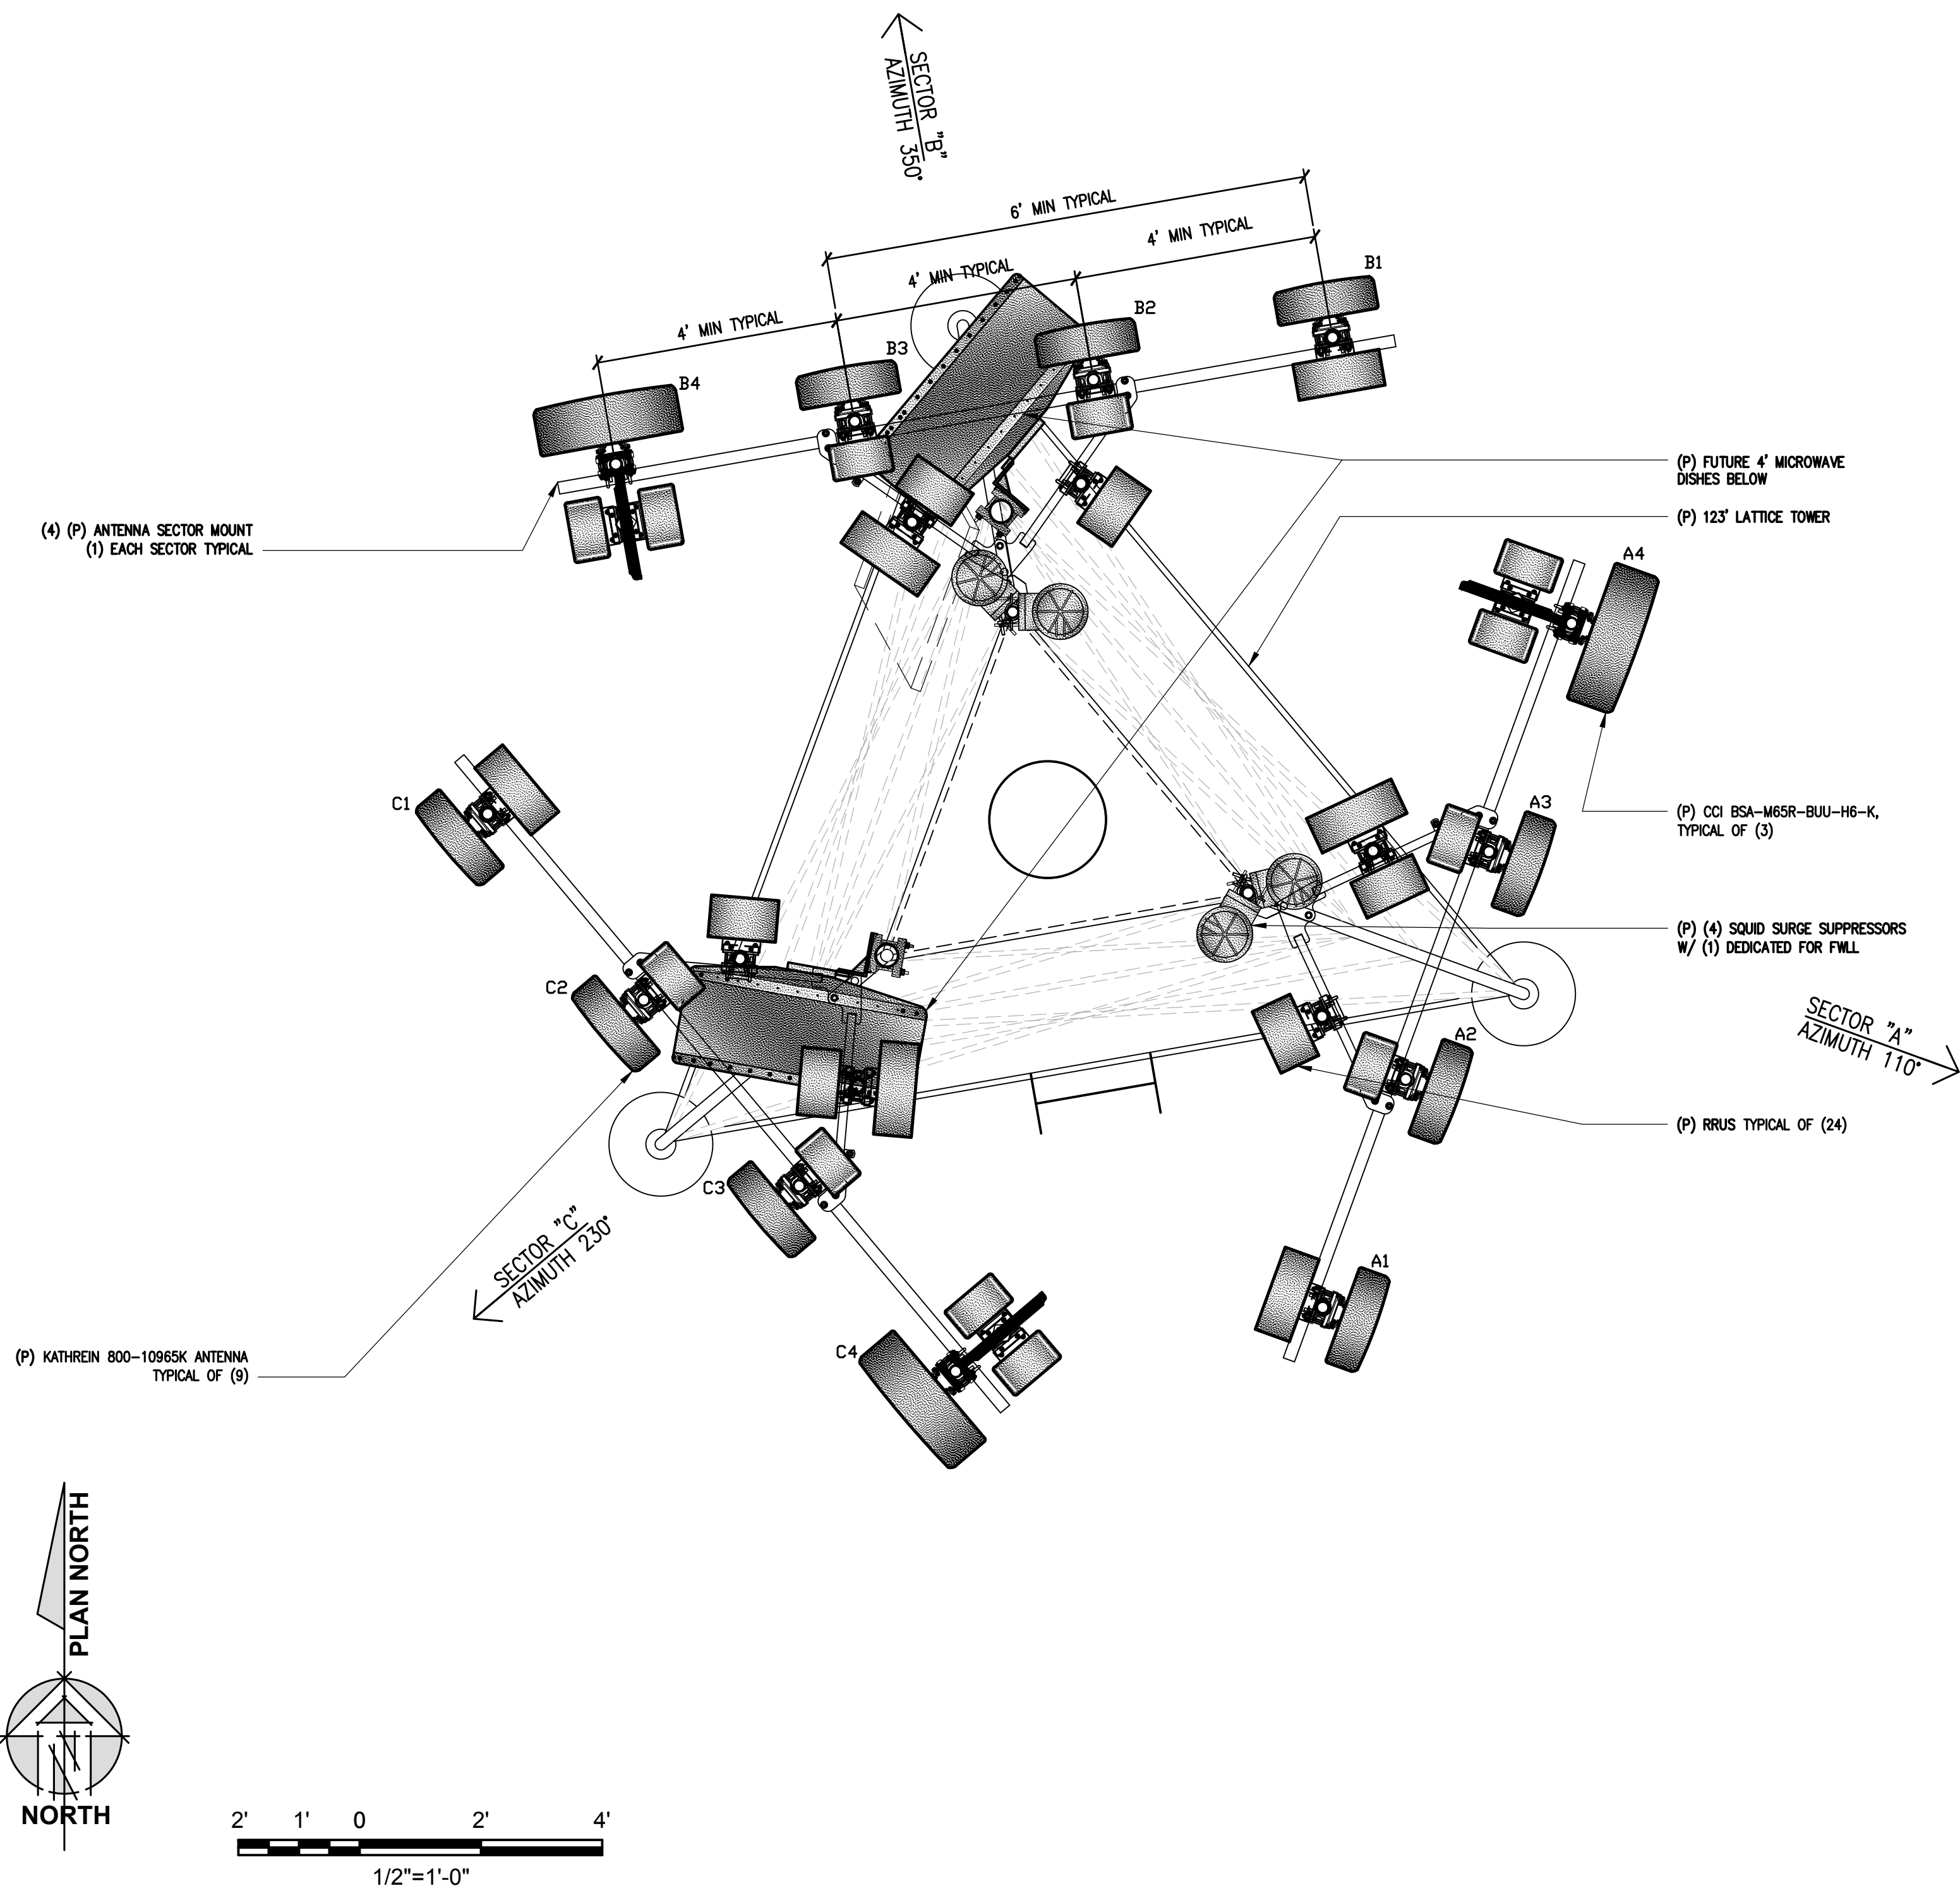 SECTOR "B"
AZIMUTH 350°
6' MIN TYPICAL
4' MIN TYPICAL
4' MIN TYPICAL
4' MIN TYPICAL
B1
B2
B3
B4
(P) FUTURE 4' MICROWAVE
DISHES BELOW
(P) 123' LATTICE TOWER
(4) (P) ANTENNA SECTOR MOUNT
(1) EACH SECTOR TYPICAL
A4
C1
A3
(P) CCI BSA-M65R-BUU-H6-K,
TYPICAL OF (3)
(P) (4) SQUID SURGE SUPPRESSORS
W/ (1) DEDICATED FOR FWLL
C2
SECTOR "A"
AZIMUTH 110°
A2
(P) RRUS TYPICAL OF (24)
C3
SECTOR "C"
AZIMUTH 230°
A1
C4
(P) KATHREIN 800-10965K ANTENNA
TYPICAL OF (9)
PLAN NORTH
NORTH
2' 1' 0 2' 4'
1/2"=1'-0"